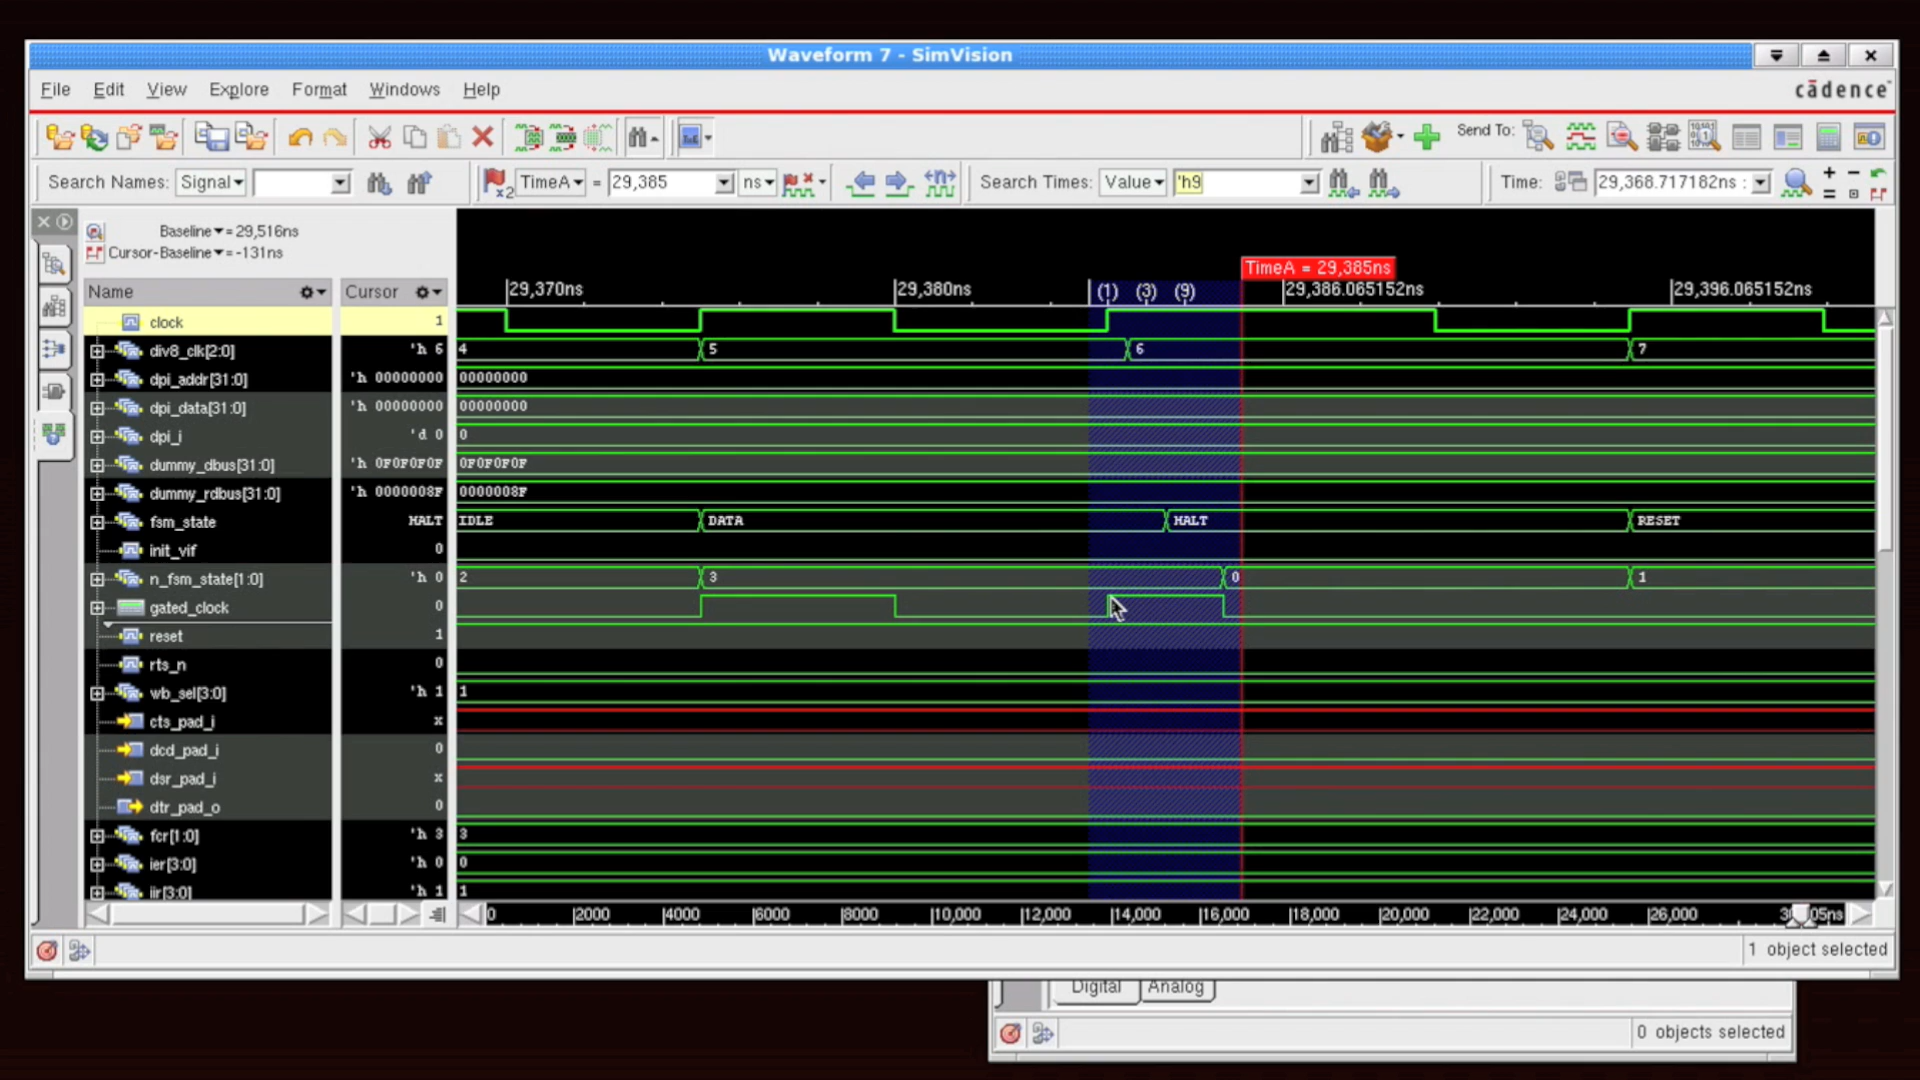 Waveform 7 - SimVision
File Edit View Explore Format Windows Help
cādence
Send To:
Search Names: Signal
x2 TimeA = 29,385 ns
Search Times: Value 'h9
Time: 29,368.717182ns :
Baseline = 29,516ns
Cursor-Baseline = -131ns
TimeA = 29,385ns
Name Cursor
29,370ns 29,380ns (1) (3) (9) 29,386.065152ns 29,396.065152ns
clock 1
div8_clk[2:0] 'h 6 4 5 6 7
dpi_addr[31:0] 'h 00000000 00000000
dpi_data[31:0] 'h 00000000 00000000
dpi_i 'd 0 0
dummy_dbus[31:0] 'h 0F0F0F0F 0F0F0F0F
dummy_rdbus[31:0] 'h 0000008F 0000008F
fsm_state HALT IDLE DATA HALT RESET
init_vif 0
n_fsm_state[1:0] 'h 0 2 3 0 1
gated_clock 0
reset 1
rts_n 0
wb_sel[3:0] 'h 1 1
cts_pad_i x
dcd_pad_i 0
dsr_pad_i x
dtr_pad_o 0
fcr[1:0] 'h 3 3
ier[3:0] 'h 0 0
iir[3:0] 'h 1 1
0 2000 4000 6000 8000 10,000 12,000 14,000 16,000 18,000 20,000 22,000 24,000 26,000
1 object selected
Digital Analog
0 objects selected